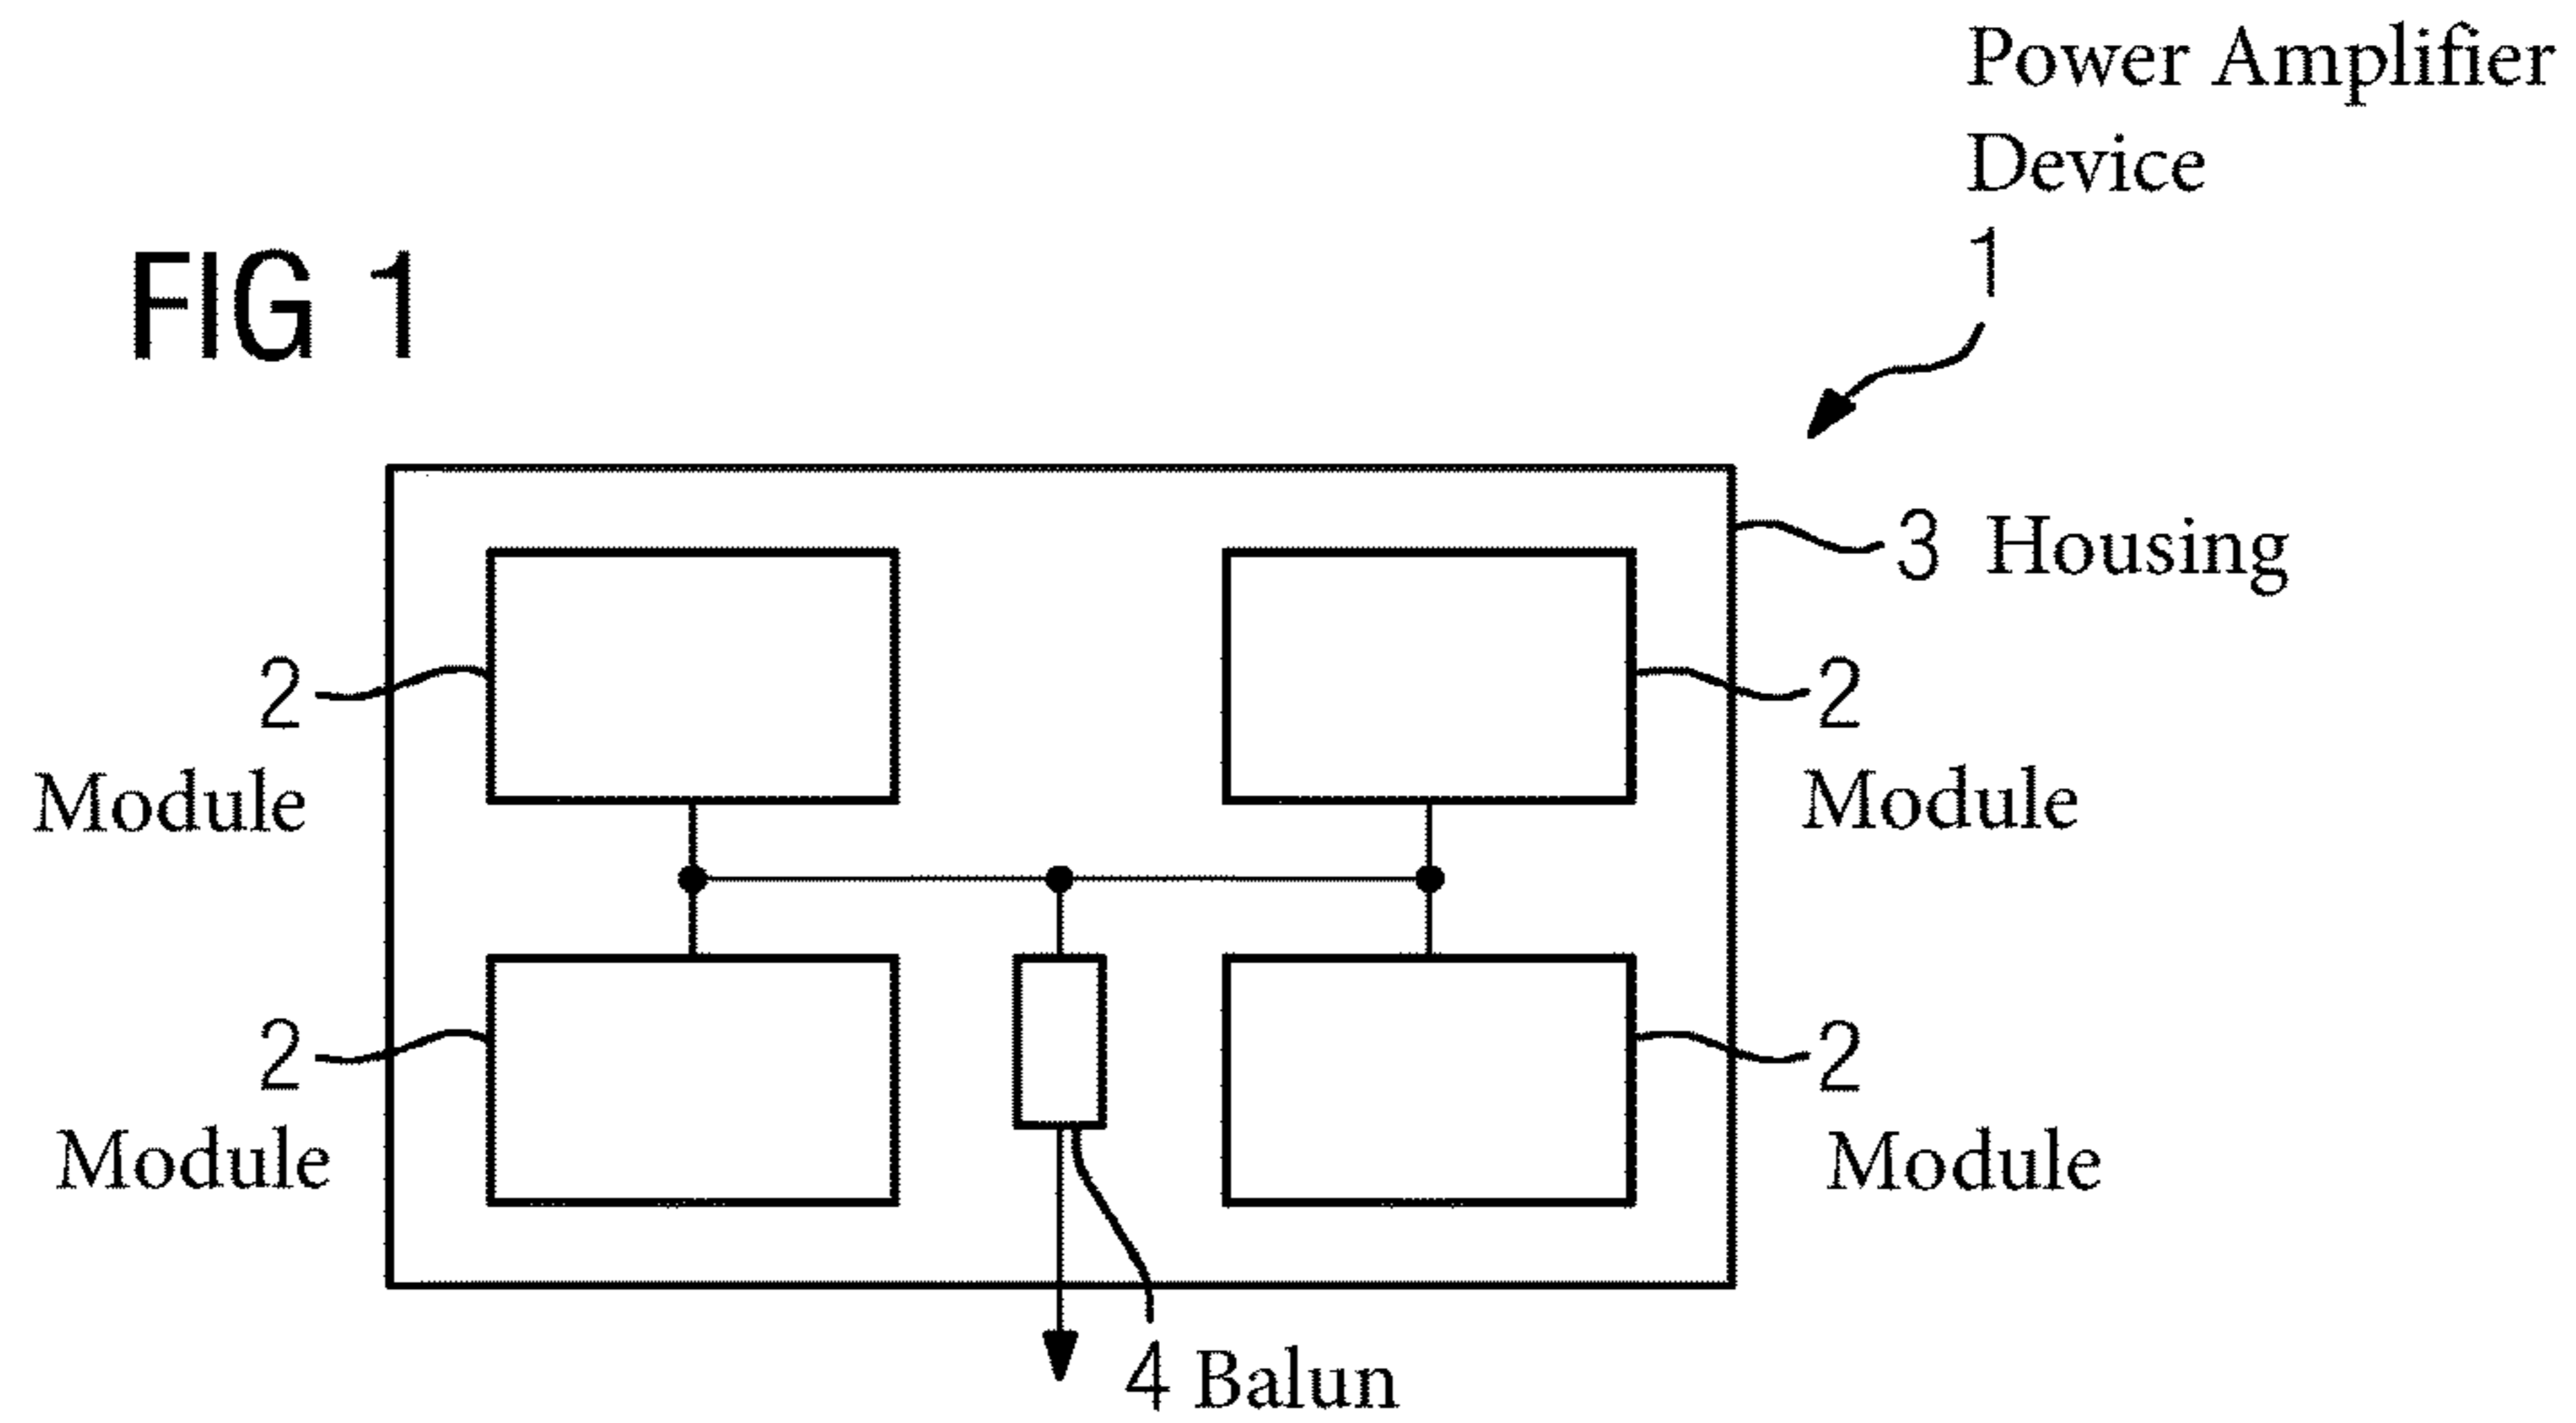 Power Amplifier
Device
1
FIG 1
3 Housing
2
Module
2
Module
2
Module
2
Module
4 Balun